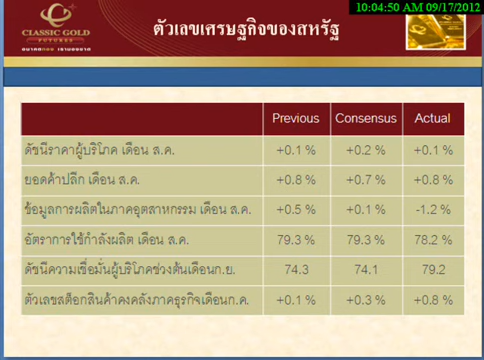 10:04:50 AM 09/17/2012
CLASSIC GOLD
FUTURES
ตัวเลขเศรษฐกิจของสหรัฐ
Previous Consensus Actual
ดัชนีราคาผู้บริโภค เดือน ส.ค. +0.1 % +0.2 % +0.1 %
ยอดค้าปลีก เดือน ส.ค. +0.8 % +0.7 % +0.8 %
ข้อมูลการผลิตในภาคอุตสาหกรรม เดือน ส.ค. +0.5 % +0.1 % -1.2 %
อัตราการใช้กำลังผลิต เดือน ส.ค. 79.3 % 79.3 % 78.2 %
ดัชนีความเชื่อมั่นผู้บริโภคช่วงต้นเดือนก.ย. 74.3 74.1 79.2
ตัวเลขสต็อกสินค้าคงคลังภาคธุรกิจเดือนก.ค. +0.1 % +0.3 % +0.8 %